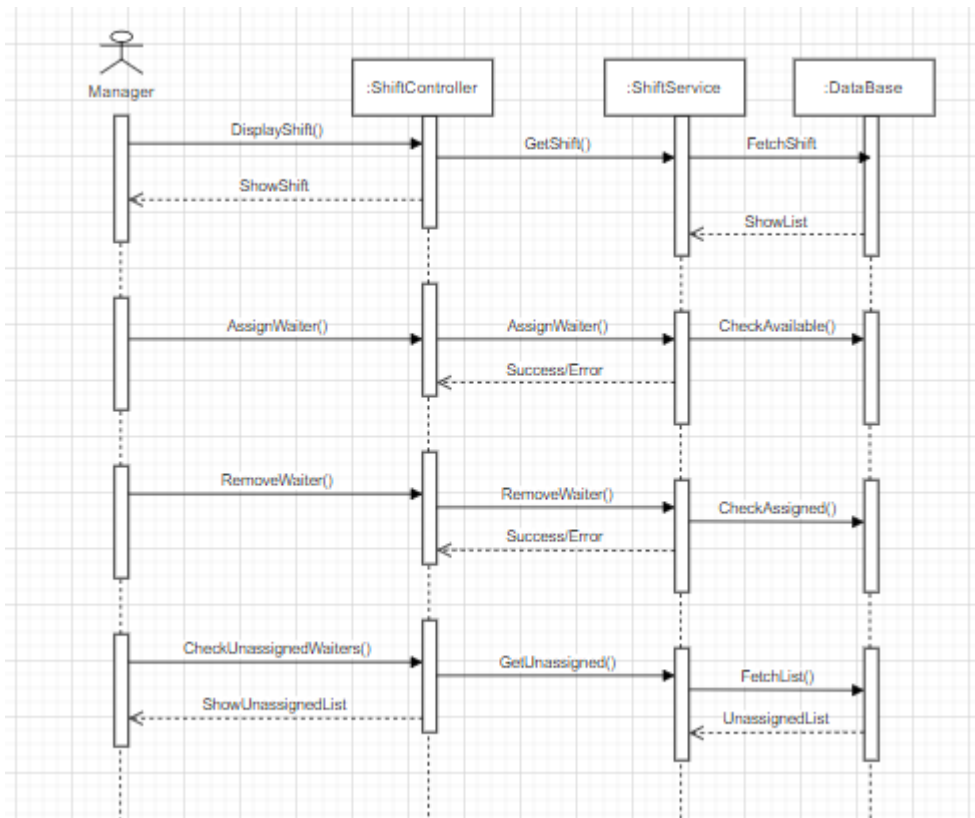 Manager
:ShiftController
:ShiftService
:DataBase
DisplayShift()
GetShift()
FetchShift
ShowShift
ShowList
AssignWaiter()
AssignWaiter()
CheckAvailable()
Success/Error
RemoveWaiter()
RemoveWaiter()
CheckAssigned()
Success/Error
CheckUnassignedWaiters()
GetUnassigned()
FetchList()
ShowUnassignedList
UnassignedList